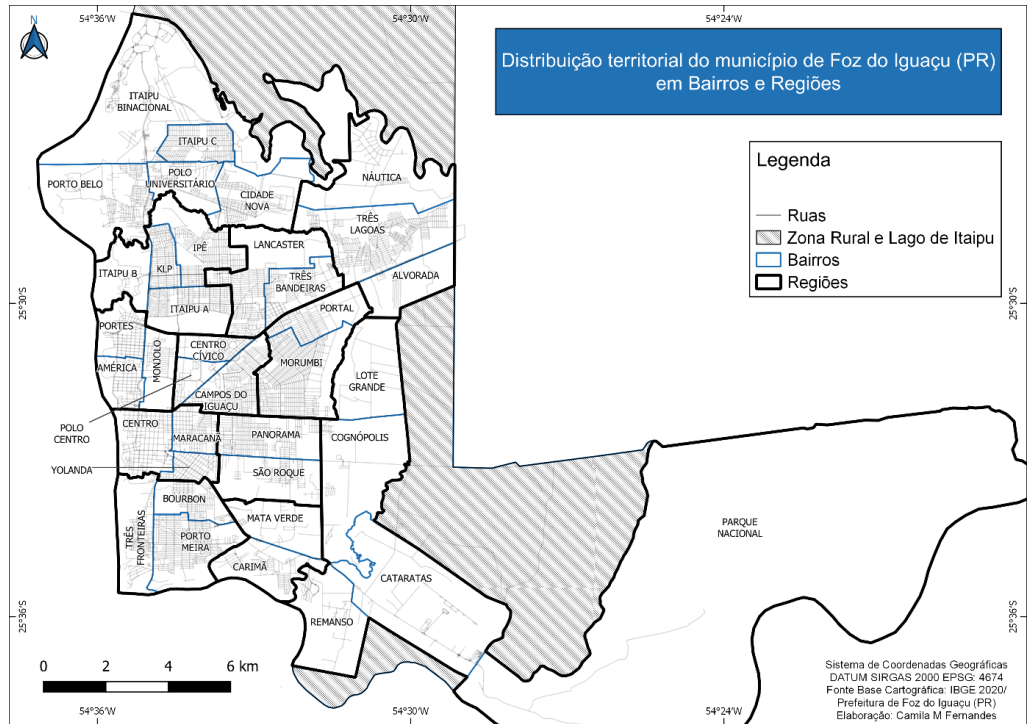 54°36'W
54°30'W
54°24'W
N
Distribuição territorial do município de Foz do Iguaçu (PR)
em Bairros e Regiões
Legenda
Ruas
Zona Rural e Lago de Itaipu
Bairros
Regiões
ITAIPU
BINACIONAL
ITAIPU C
PORTO BELO
POLO
UNIVERSITÁRIO
CIDADE
NOVA
NÁUTICA
TRÊS
LAGOAS
IPÊ
LANCASTER
ITAIPU B
KLP
TRÊS
BANDEIRAS
ALVORADA
25°30'S
25°30'S
ITAIPU A
PORTAL
PORTES
MONJOLO
CENTRO
CÍVICO
AMÉRICA
MORUMBI
LOTE
GRANDE
CAMPOS DO
IGUAÇU
POLO
CENTRO
CENTRO
MARACANÃ
PANORAMA
COGNÓPOLIS
YOLANDA
SÃO ROQUE
BOURBON
MATA VERDE
TRÊS
FRONTEIRAS
PORTO
MEIRA
PARQUE
NACIONAL
CARIMÃ
CATARATAS
REMANSO
25°36'S
25°36'S
0 2 4 6 km
Sistema de Coordenadas Geográficas
DATUM SIRGAS 2000 EPSG: 4674
Fonte Base Cartográfica: IBGE 2020/
Prefeitura de Foz do Iguaçu (PR)
Elaboração: Camila M Fernandes
54°36'W
54°30'W
54°24'W